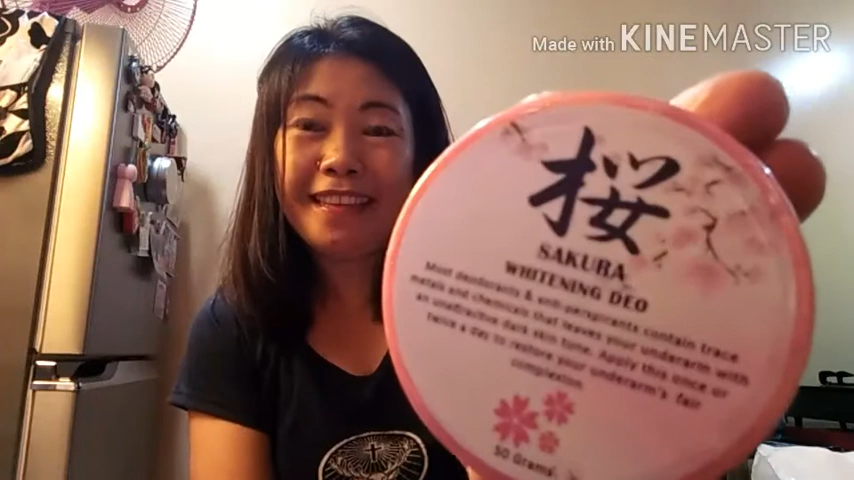 Made with KINEMASTER
桜
SAKURA
WHITENING DEO
Most deodorants & anti-perspirants contain trace
metals and chemicals that leaves your underarm with
an unattractive dark skin tone. Apply this once or
twice a day to restore your underarm's fair
complexion
50 Grams